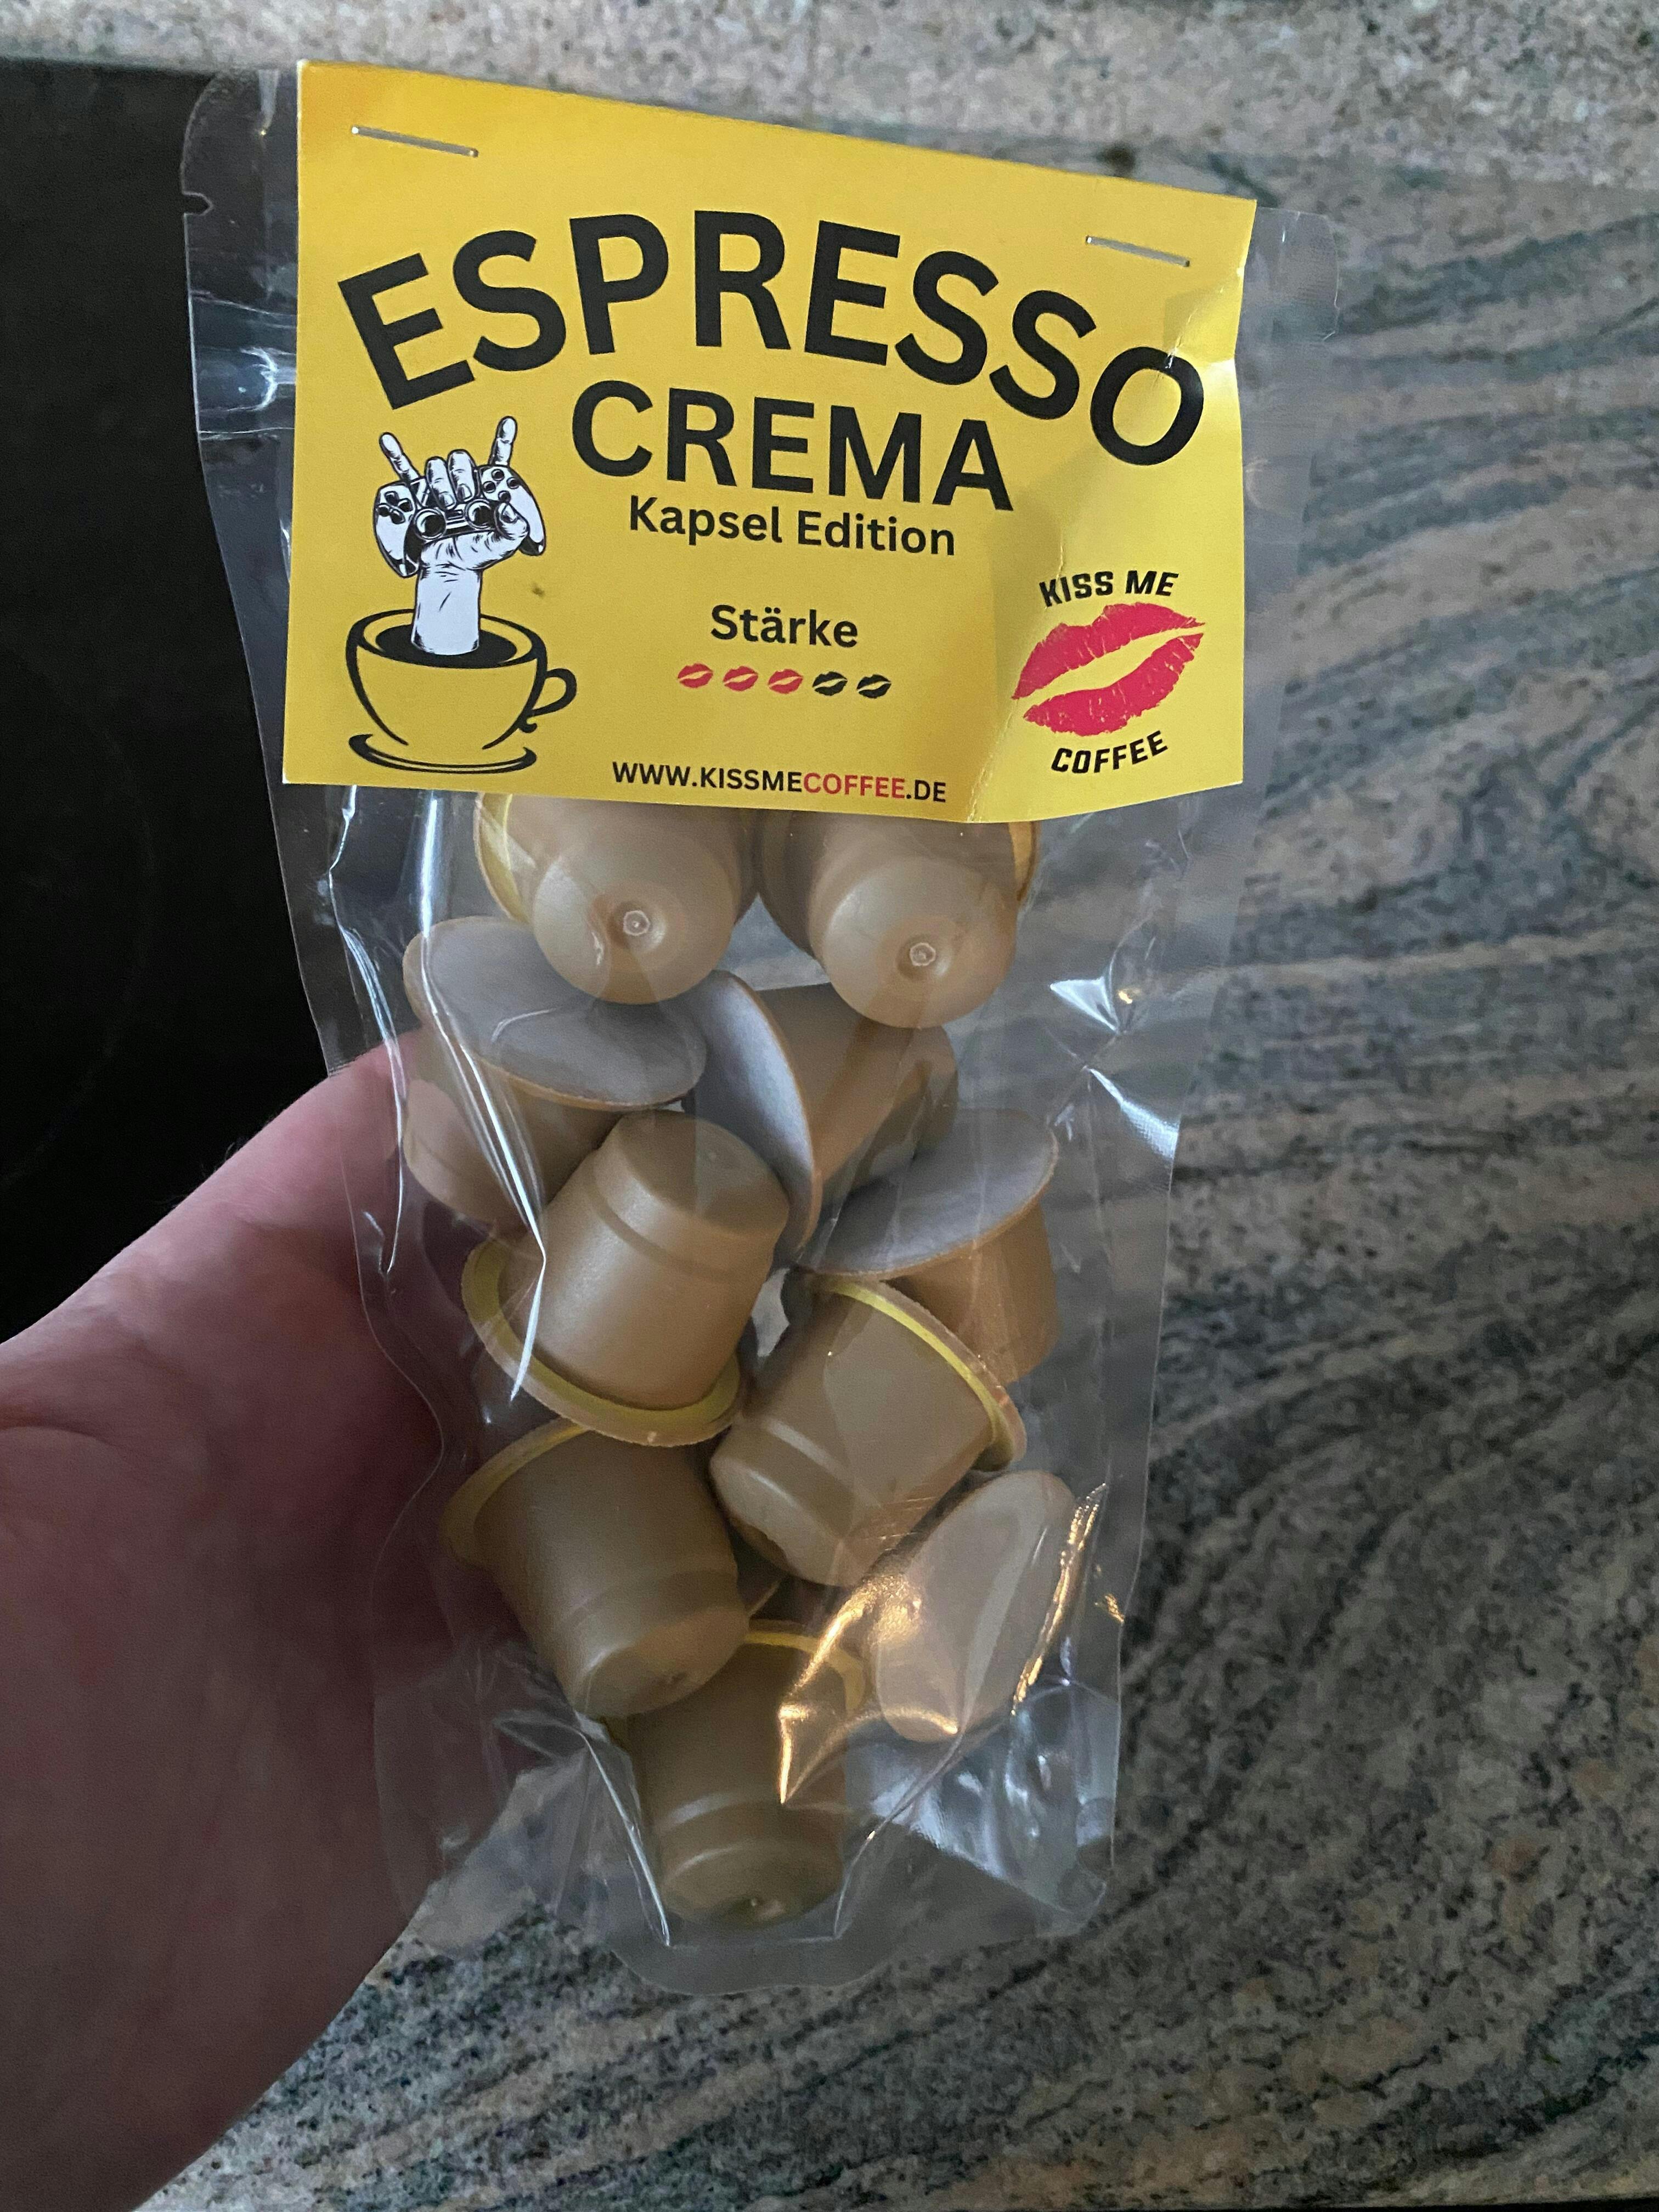 ESPRESSO
CREMA
Kapsel Edition
Stärke
KISS ME
COFFEE
WWW.KISSMECOFFEE.DE